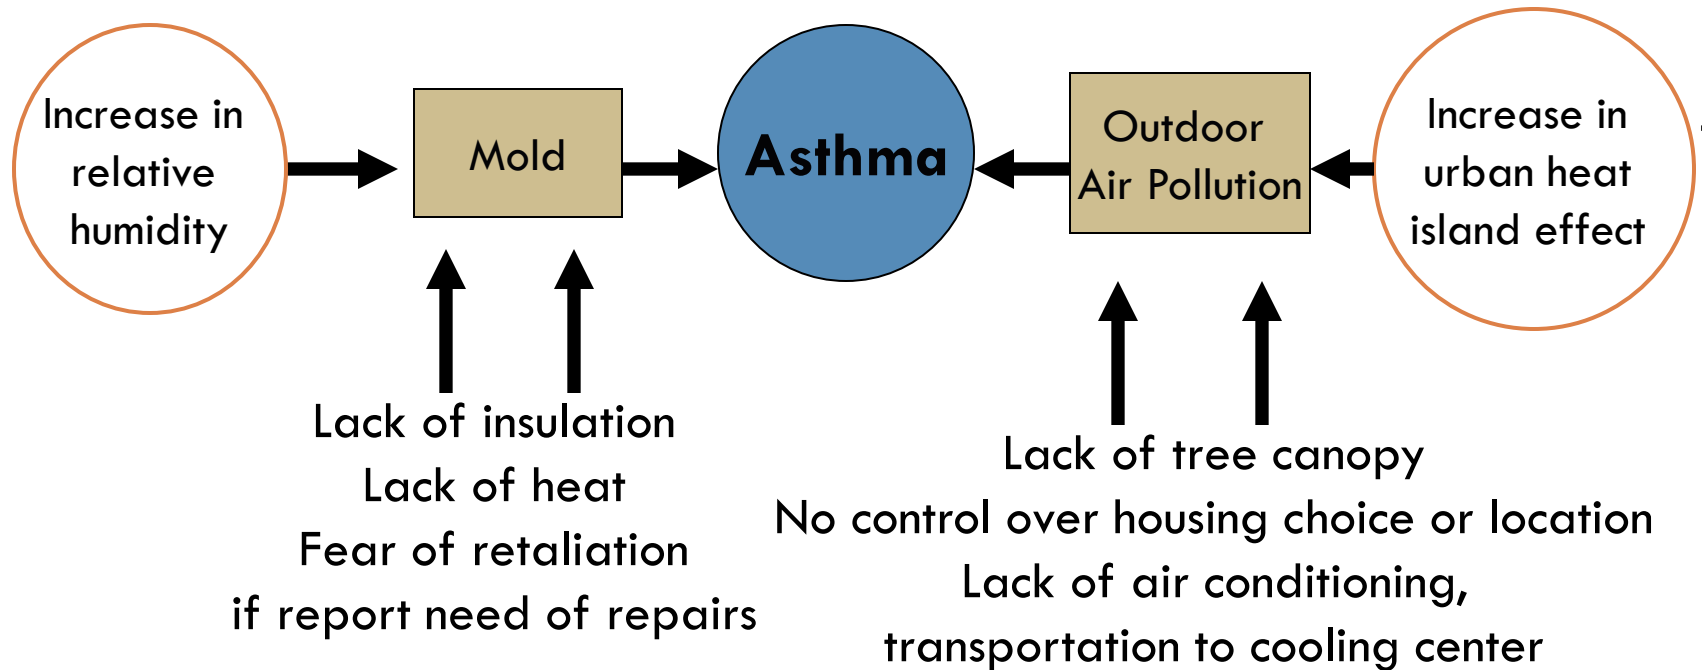 Increase in
relative
humidity
Mold
Asthma
Outdoor
Air Pollution
Increase in
urban heat
island effect
Lack of insulation
Lack of heat
Fear of retaliation
if report need of repairs
Lack of tree canopy
No control over housing choice or location
Lack of air conditioning,
transportation to cooling center